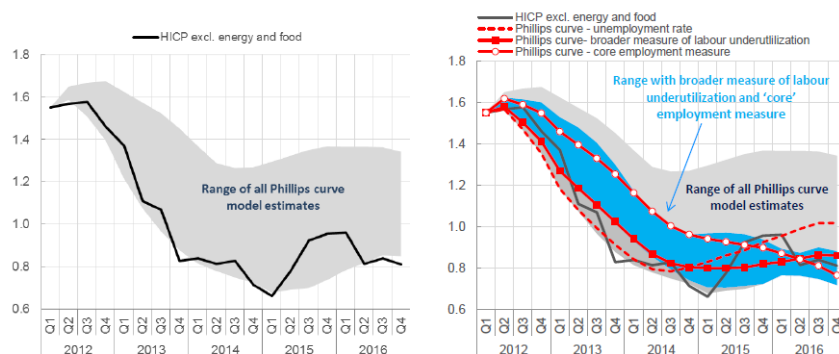 HICP excl. energy and food
1.8
1.6
1.4
1.2
1.0
0.8
0.6
Range of all Phillips curve
model estimates
Q1 Q2 Q3 Q4 Q1 Q2 Q3 Q4 Q1 Q2 Q3 Q4 Q1 Q2 Q3 Q4 Q1 Q2 Q3 Q4
2012 2013 2014 2015 2016
HICP excl. energy and food
Phillips curve - unemployment rate
Phillips curve- broader measure of labour underutlilization
Phillips curve - core employment measure
1.8
1.6
1.4
1.2
1.0
0.8
0.6
Range with broader measure of labour
underutilization and ‘core’
employment measure
Range of all Phillips curve
model estimates
Q1 Q2 Q3 Q4 Q1 Q2 Q3 Q4 Q1 Q2 Q3 Q4 Q1 Q2 Q3 Q4 Q1 Q2 Q3 Q4
2012 2013 2014 2015 2016